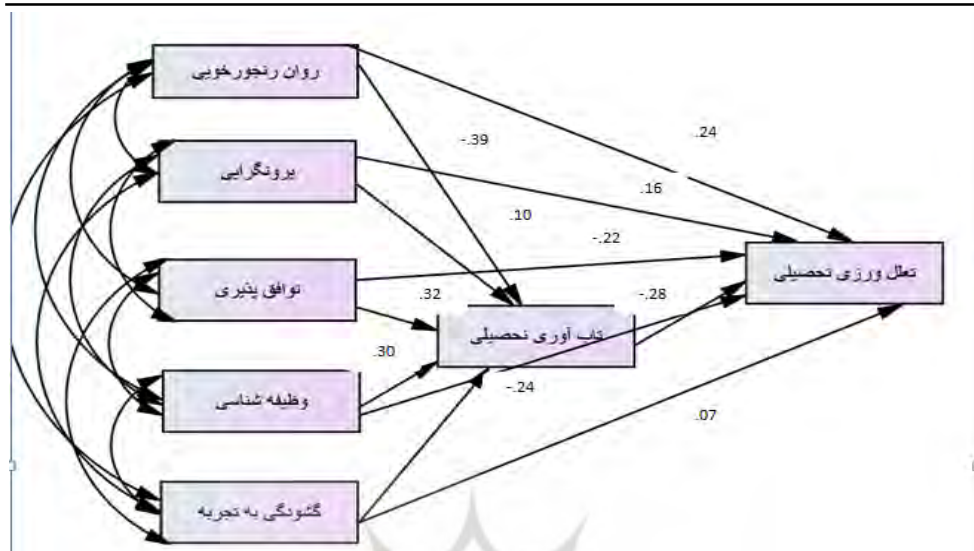 روان رنجورخویی
-.39
.24
برونگرایی
.16
.10
-.22
توافق پذیری
تعلل ورزی تحصیلی
.32
-.28
تاب آوری تحصیلی
.30
وظیفه شناسی
-.24
.07
گشودگی به تجربه